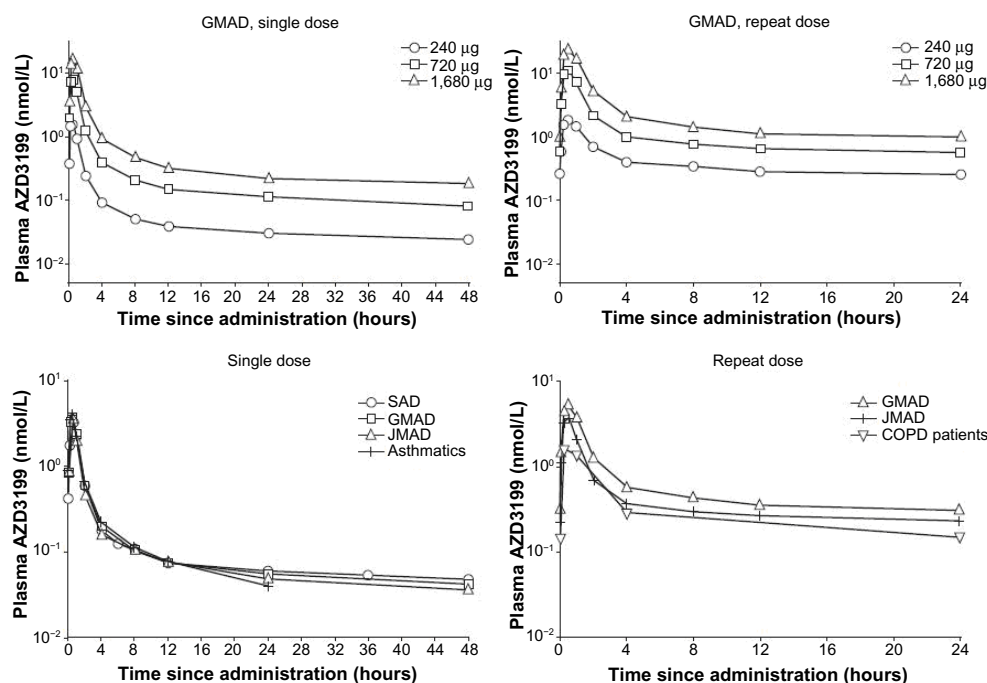 GMAD, single dose
240 µg
720 µg
1,680 µg
Plasma AZD3199 (nmol/L)
10¹
10⁰
10⁻¹
10⁻²
0 4 8 12 16 20 24 28 32 36 40 44 48
Time since administration (hours)
GMAD, repeat dose
240 µg
720 µg
1,680 µg
Plasma AZD3199 (nmol/L)
10¹
10⁰
10⁻¹
10⁻²
0 4 8 12 16 20 24
Time since administration (hours)
Single dose
SAD
GMAD
JMAD
Asthmatics
Plasma AZD3199 (nmol/L)
10¹
10⁰
10⁻¹
10⁻²
0 4 8 12 16 20 24 28 32 36 40 44 48
Time since administration (hours)
Repeat dose
GMAD
JMAD
COPD patients
Plasma AZD3199 (nmol/L)
10¹
10⁰
10⁻¹
10⁻²
0 4 8 12 16 20 24
Time since administration (hours)